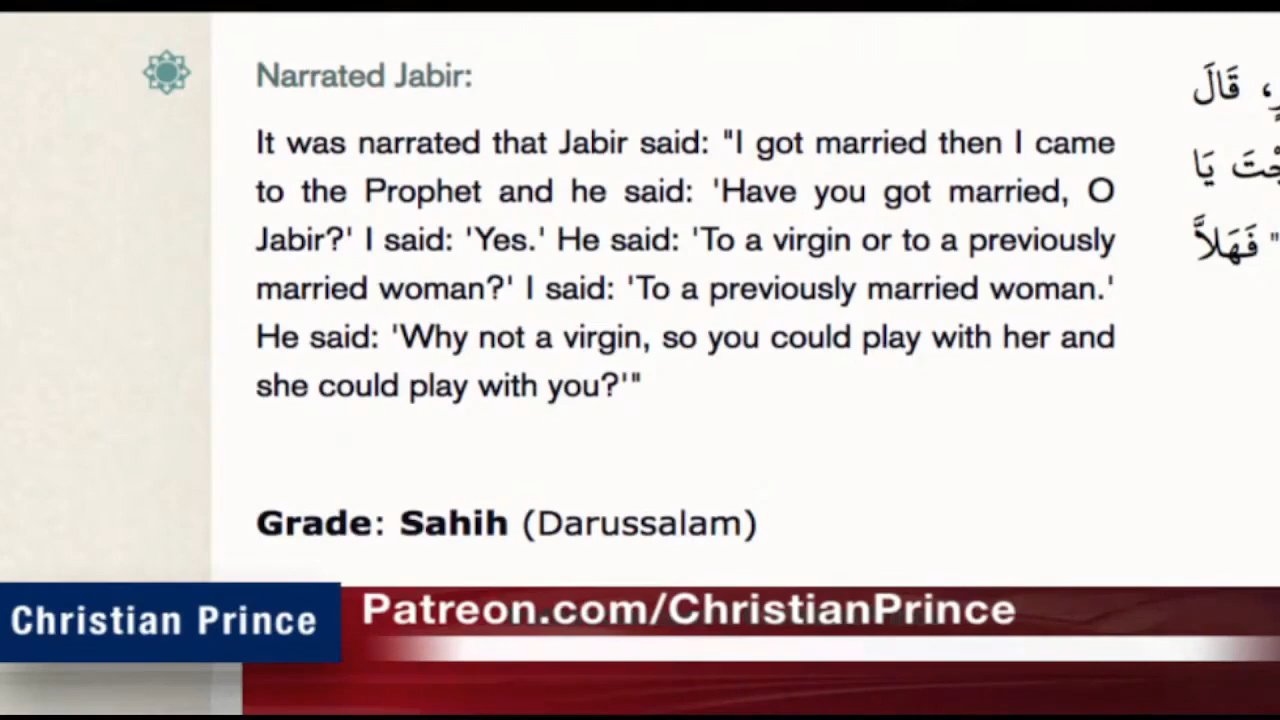 Narrated Jabir:
It was narrated that Jabir said: "I got married then I came
to the Prophet and he said: 'Have you got married, O
Jabir?' I said: 'Yes.' He said: 'To a virgin or to a previously
married woman?' I said: 'To a previously married woman.'
He said: 'Why not a virgin, so you could play with her and
she could play with you?'"
قَالَ
يَا
" فَهَلاَّ
Grade: Sahih (Darussalam)
Christian Prince
Patreon.com/ChristianPrince